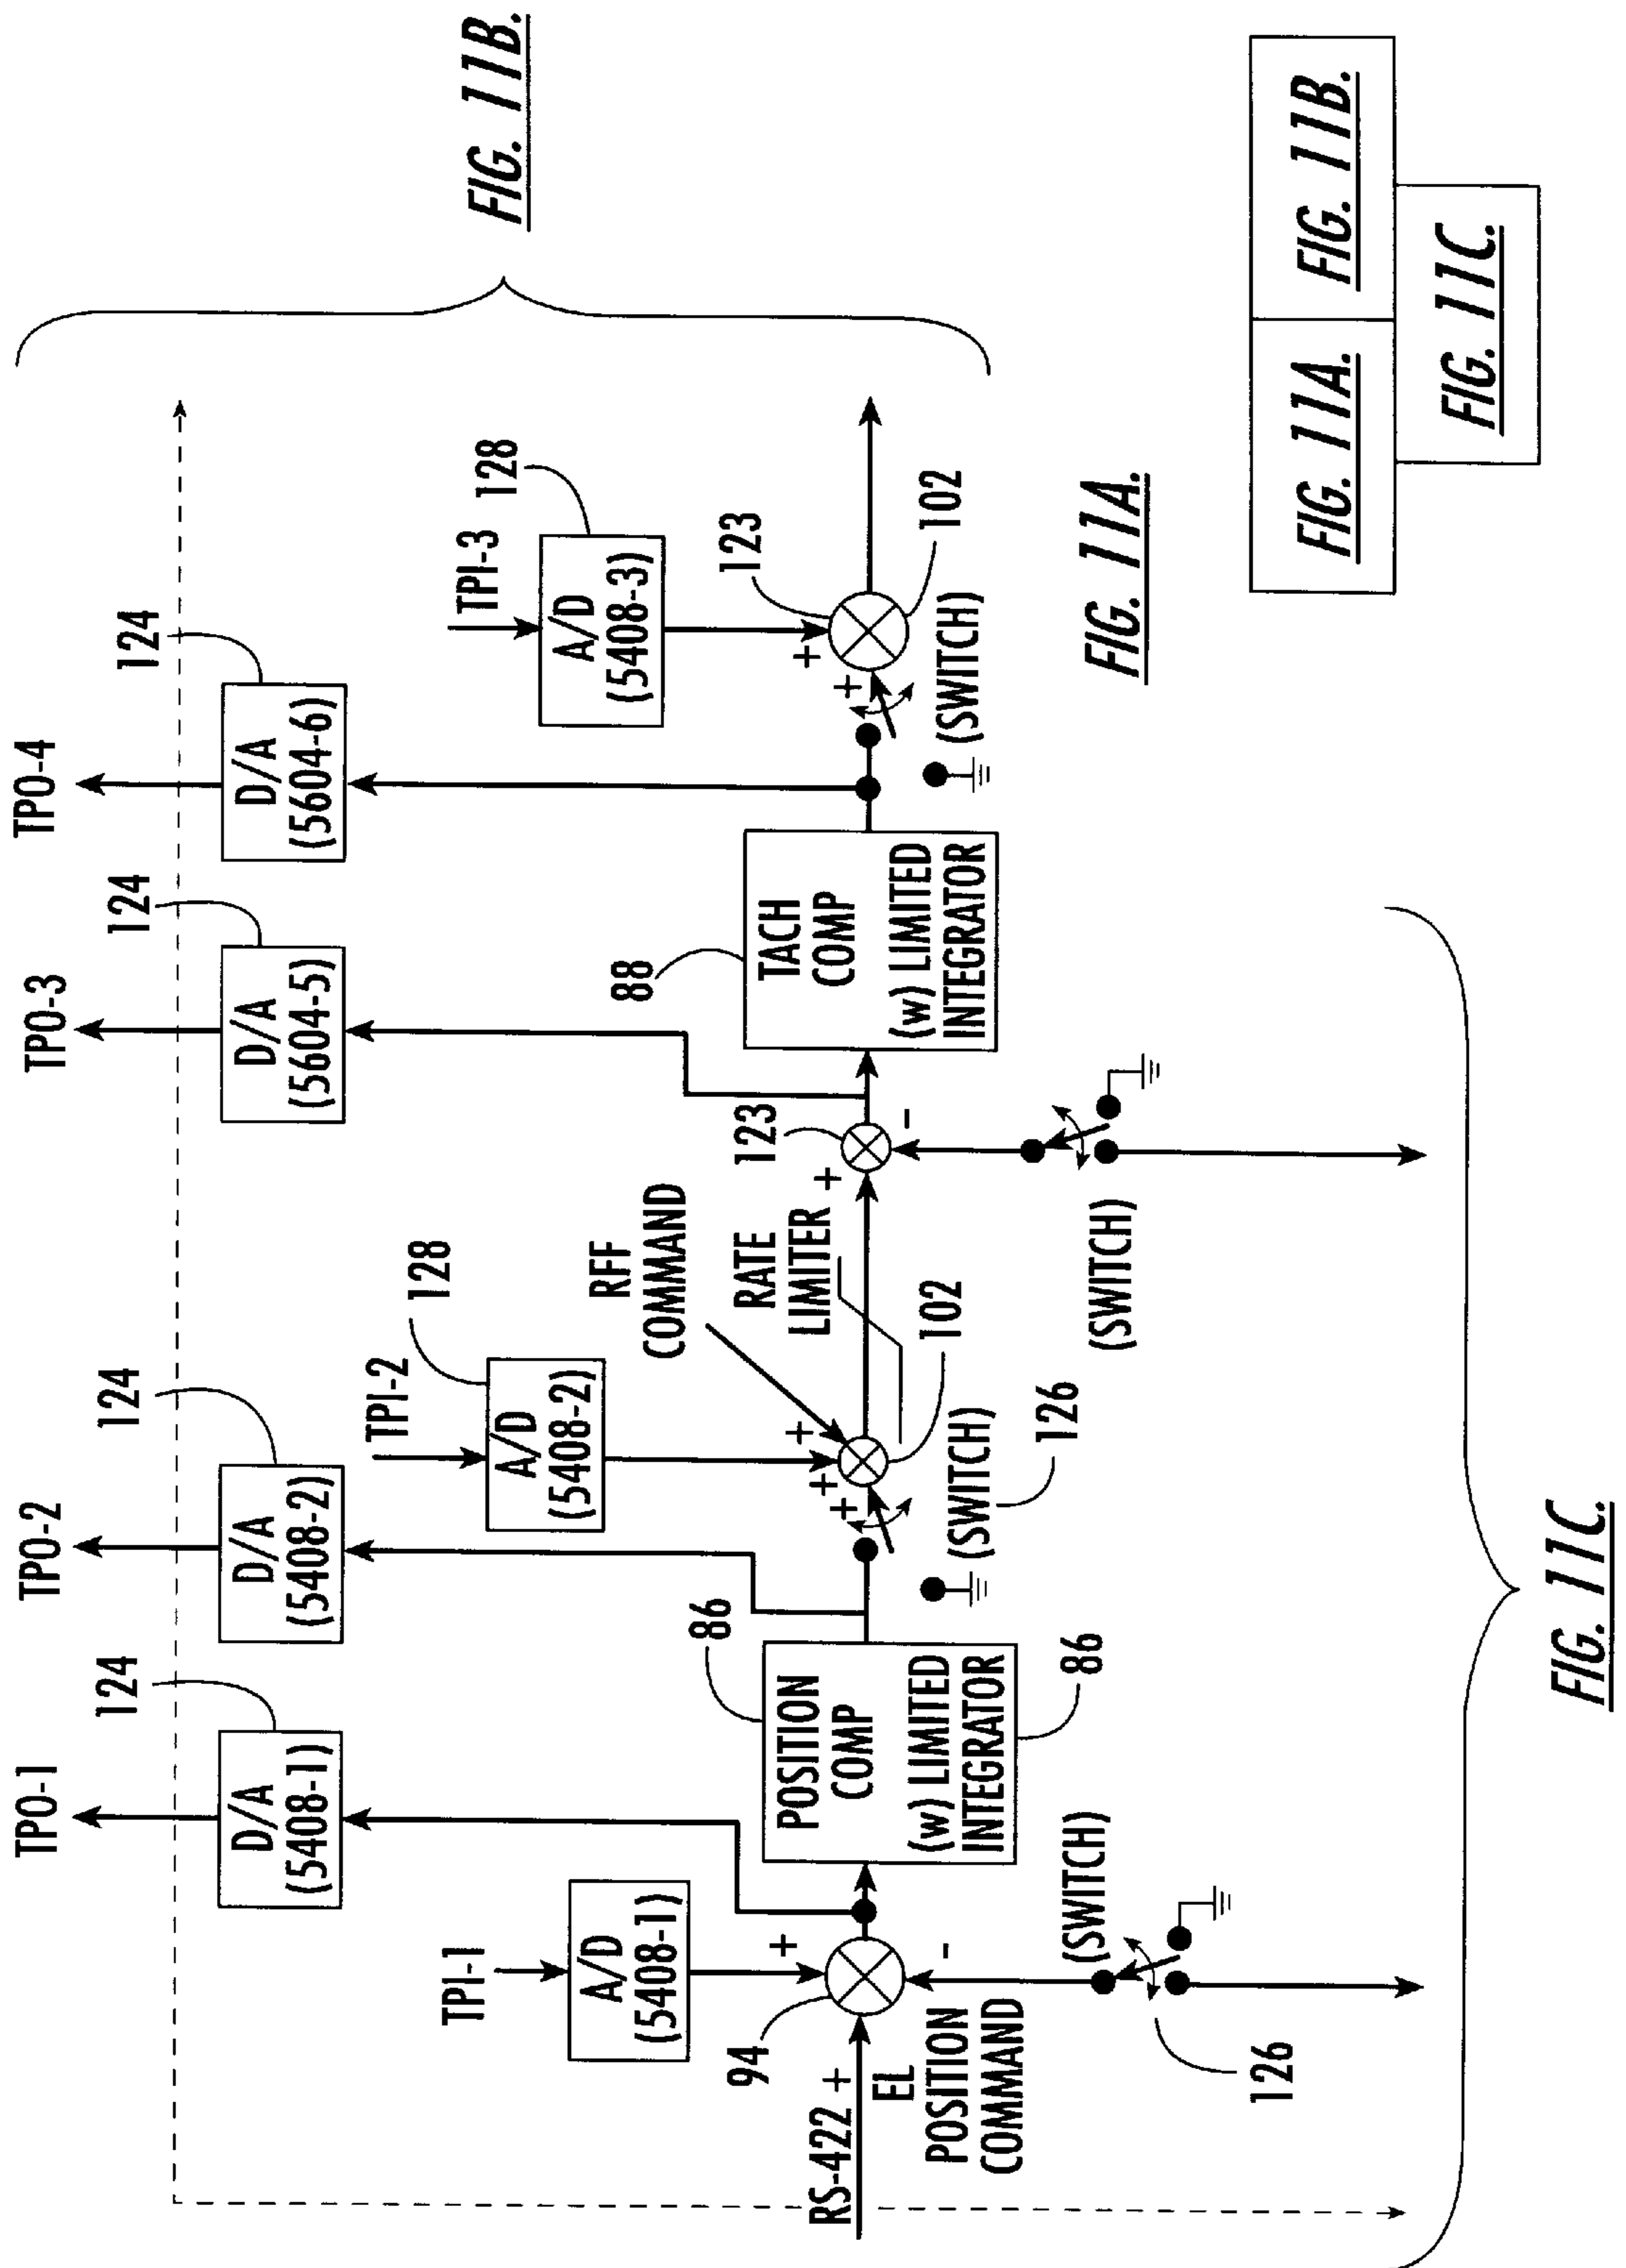 TPO-1
TPO-2
TPO-3
TPO-4
124
124
124
124
D/A
(5408-1)
D/A
(5408-2)
D/A
(5604-5)
D/A
(5604-6)
TPI-1
A/D
(5408-1)
TPI-2
128
A/D
(5408-2)
TPI-3
128
A/D
(5408-3)
RFF
COMMAND
RATE
LIMITER
94
+
86
+
+
+
123
+
88
123
+
+
RS-422
+
EL
POSITION
COMMAND
-
POSITION
COMP
(w) LIMITED
INTEGRATOR
86
102
(SWITCH)
126
-
TACH
COMP
(w) LIMITED
INTEGRATOR
102
(SWITCH)
(SWITCH)
126
(SWITCH)
FIG. 11B.
FIG. 11A.
FIG. 11C.
FIG. 11A.
FIG. 11B.
FIG. 11C.